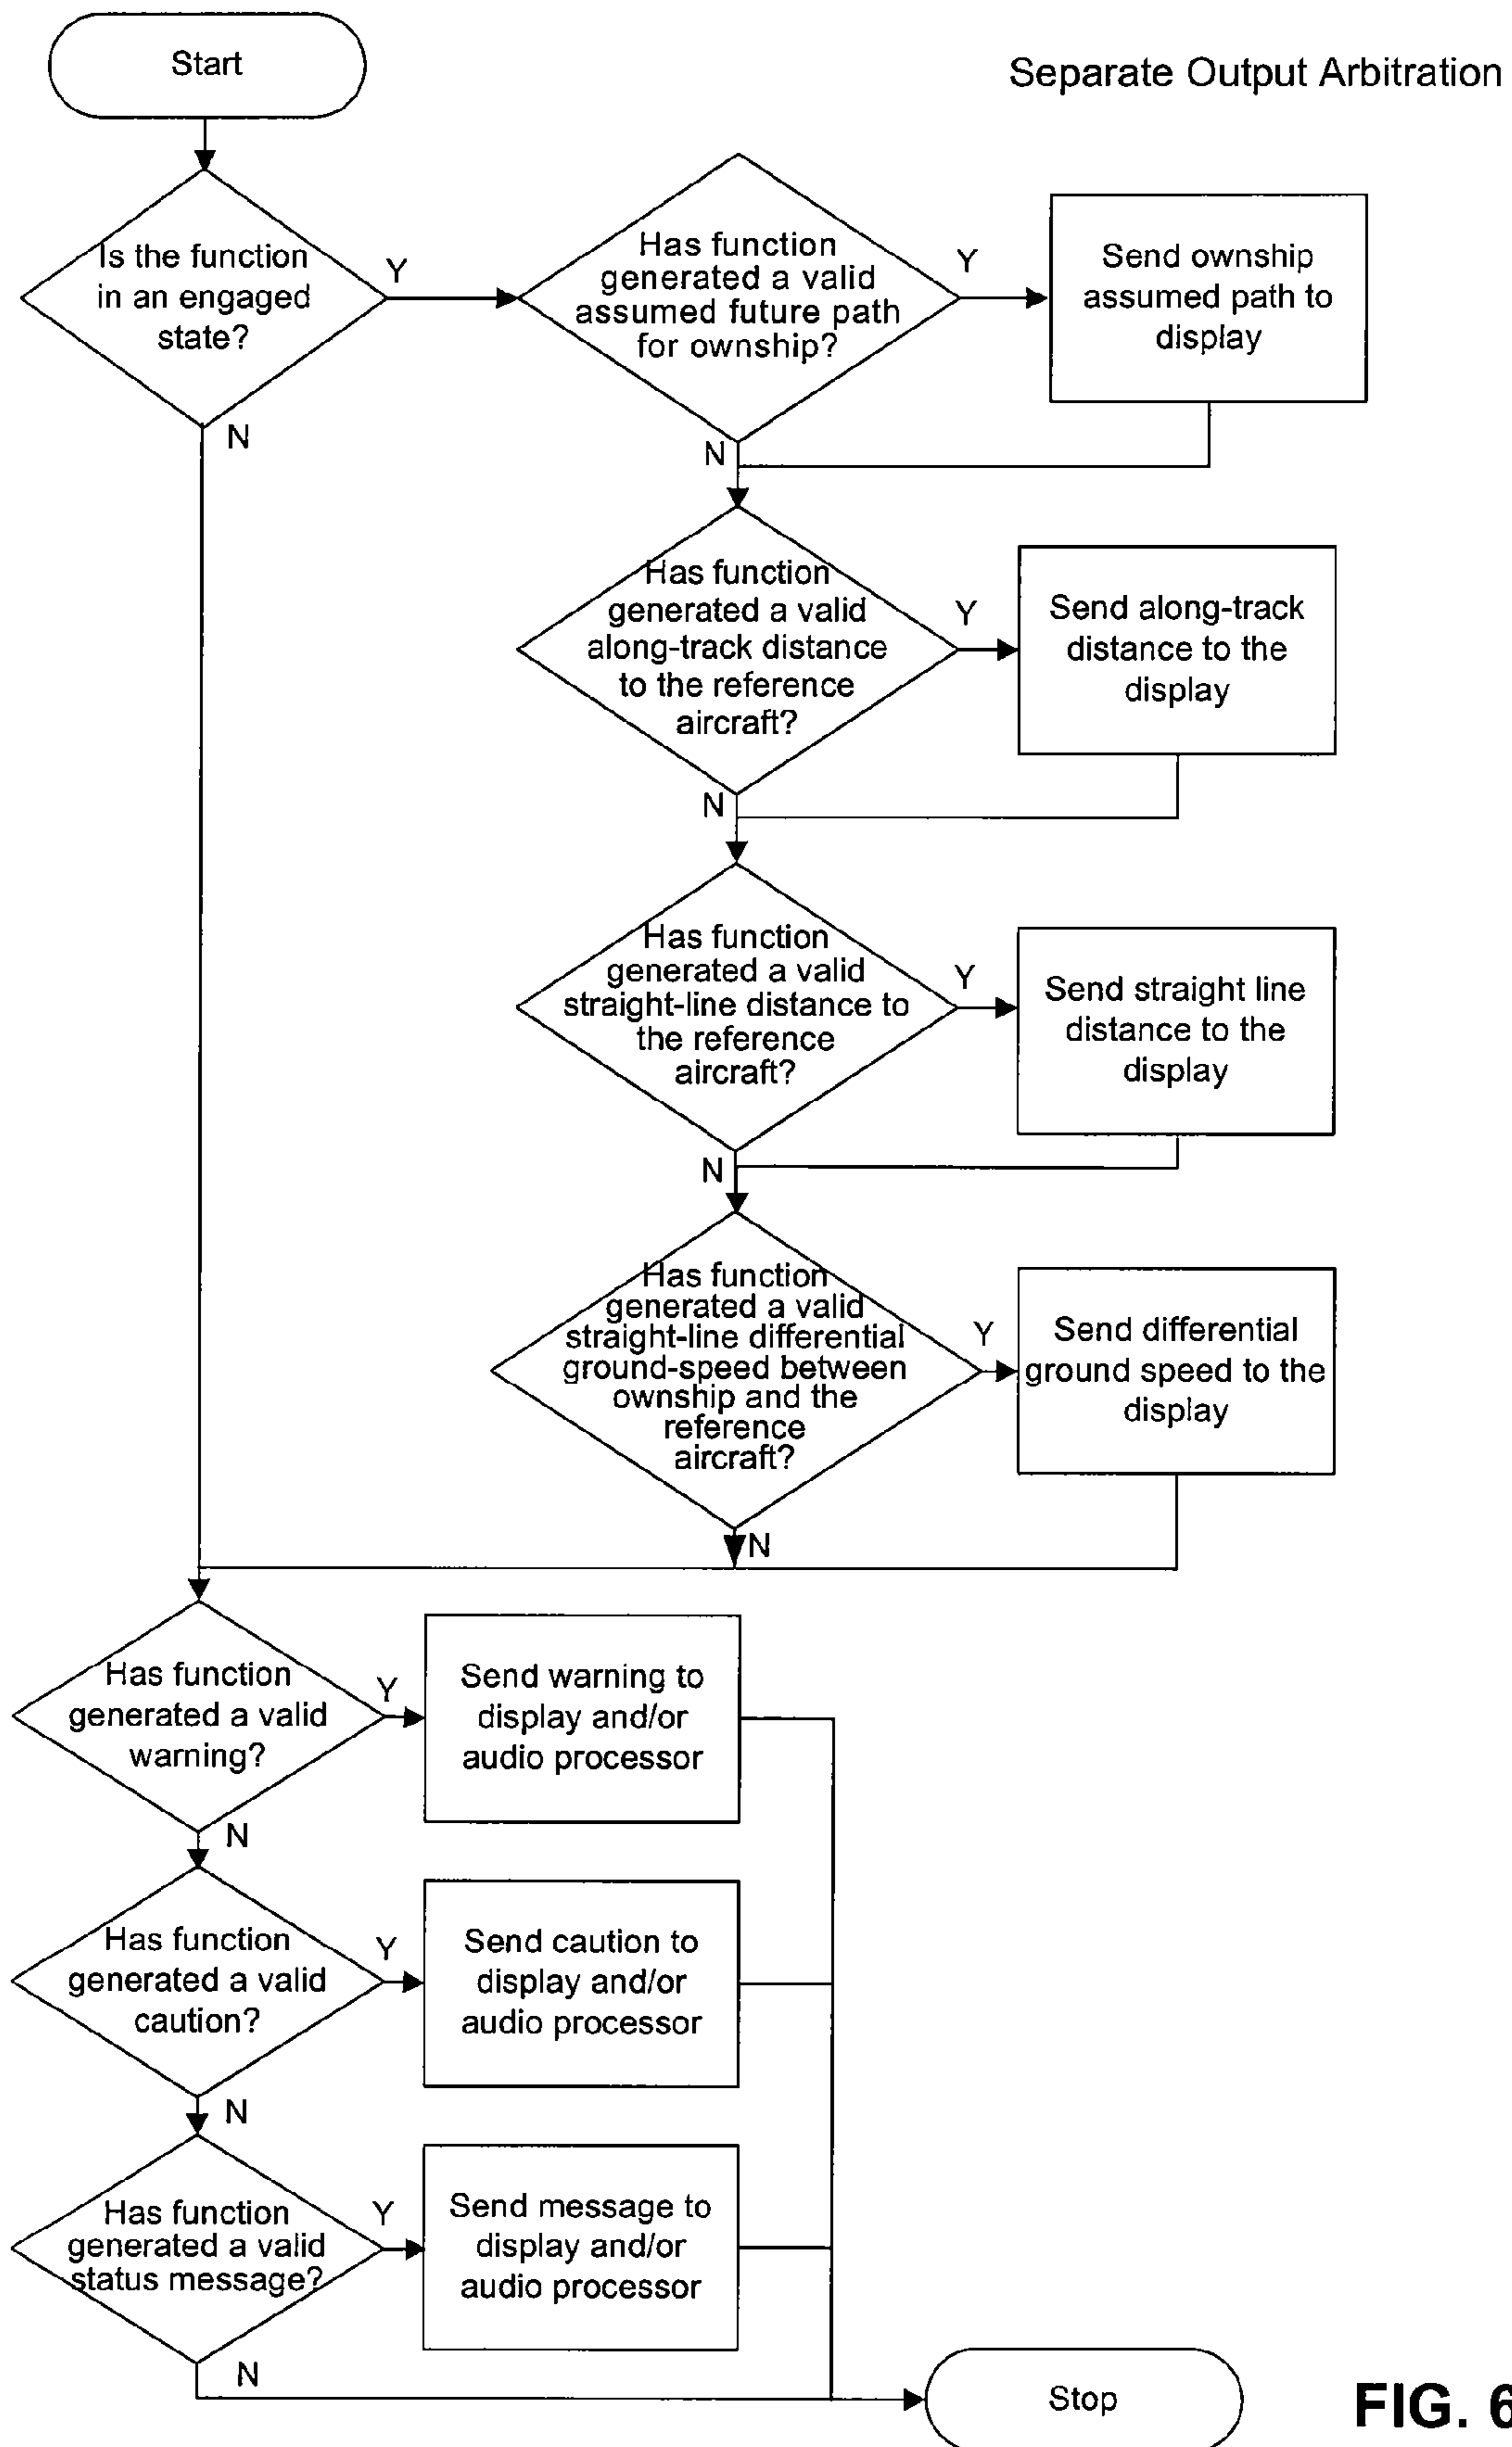 Start
Separate Output Arbitration
Is the function
in an engaged
state?
Y
N
Has function
generated a valid
assumed future path
for ownship?
Y
N
Send ownship
assumed path to
display
Has function
generated a valid
along-track distance
to the reference
aircraft?
Y
N
Send along-track
distance to the
display
Has function
generated a valid
straight-line distance to
the reference
aircraft?
Y
N
Send straight line
distance to the
display
Has function
generated a valid
straight-line differential
ground-speed between
ownship and the
reference
aircraft?
Y
N
Send differential
ground speed to the
display
Has function
generated a valid
warning?
Y
N
Send warning to
display and/or
audio processor
Has function
generated a valid
caution?
Y
N
Send caution to
display and/or
audio processor
Has function
generated a valid
status message?
Y
N
Send message to
display and/or
audio processor
Stop
FIG. 6